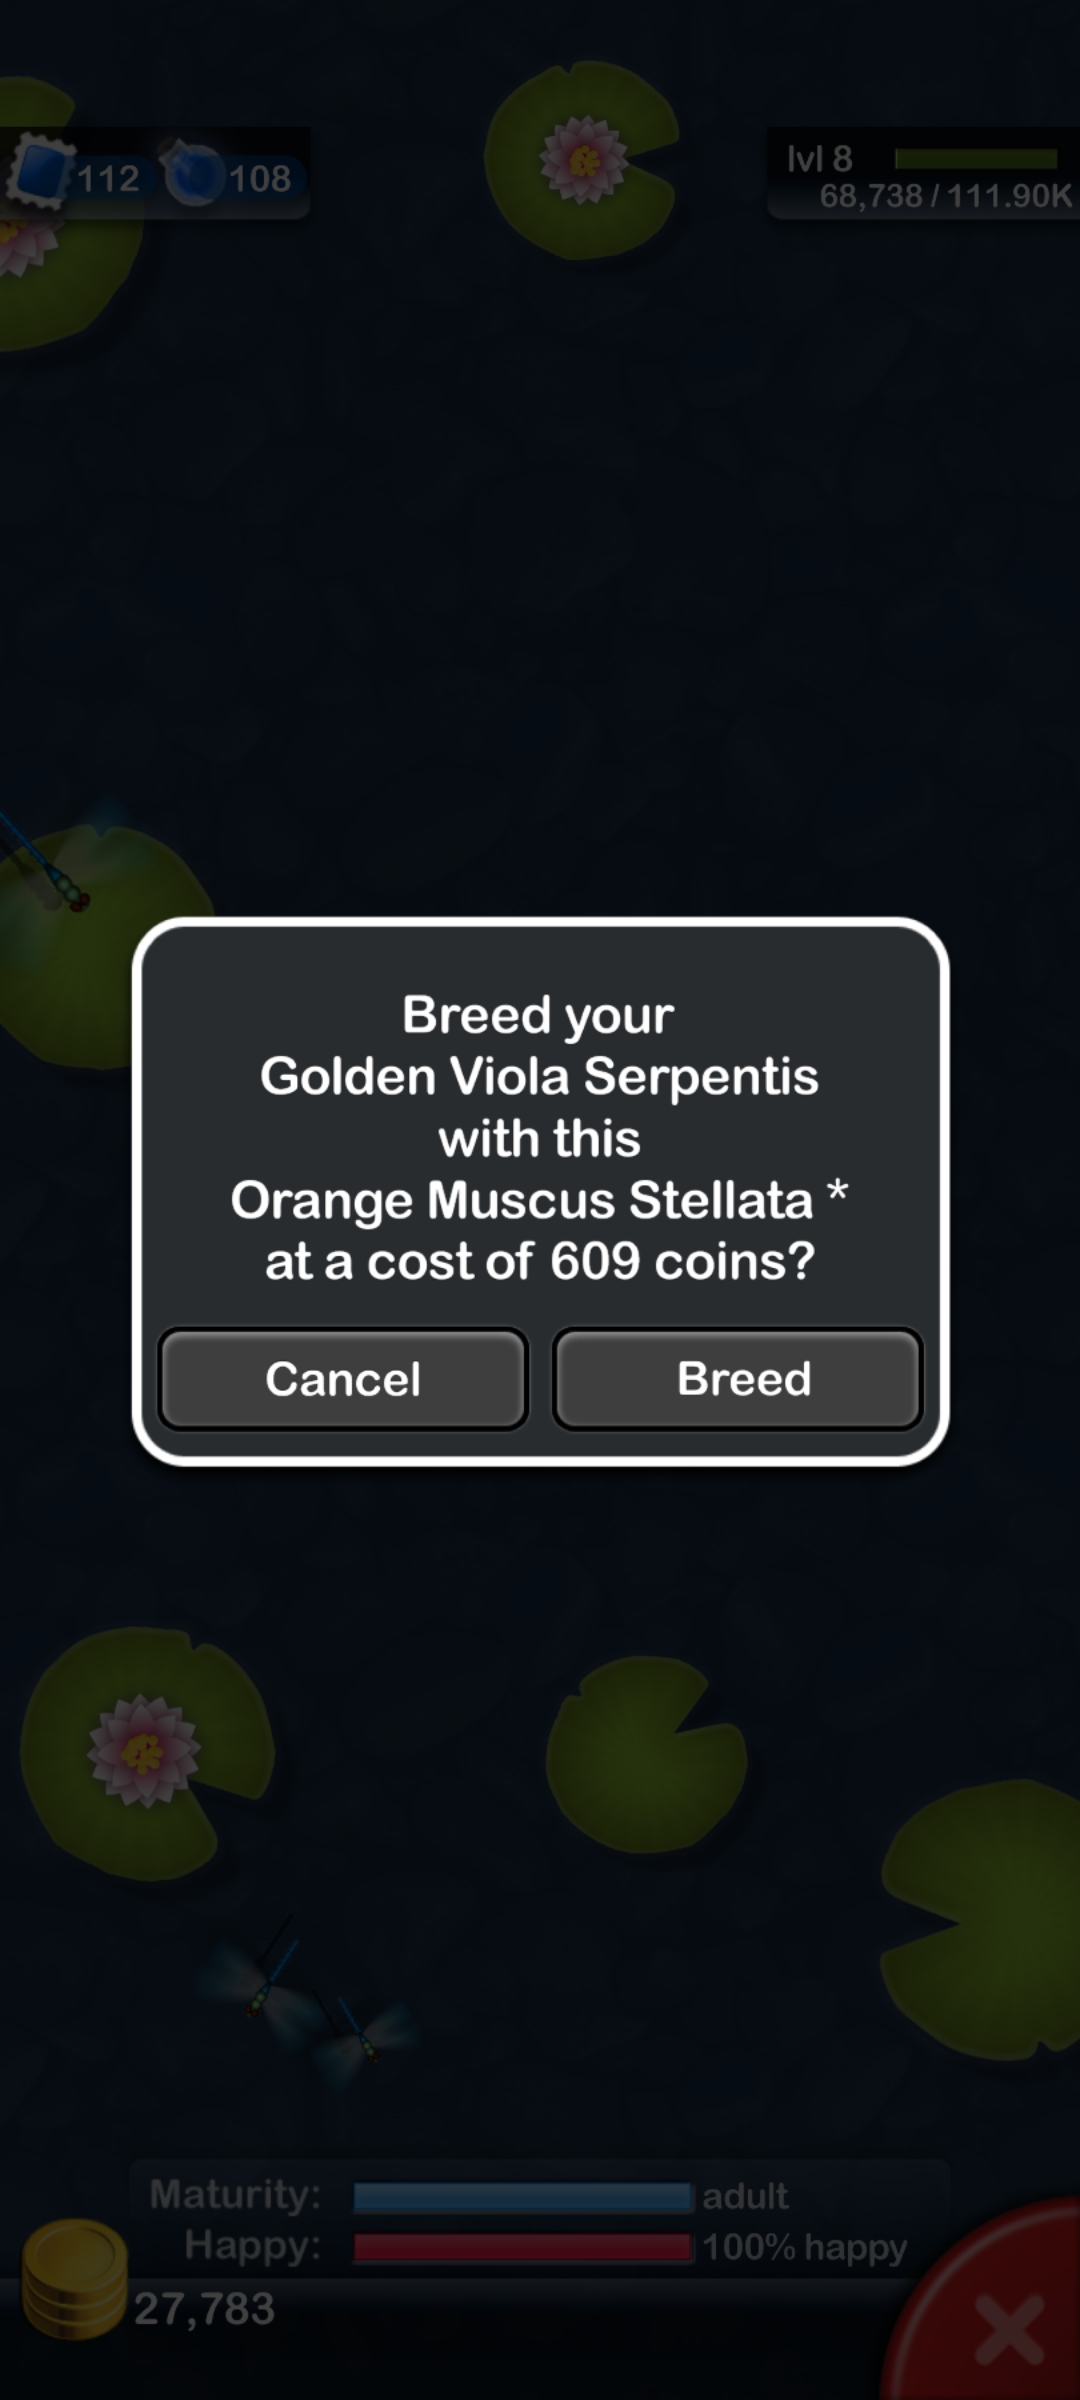 112
108
lvl 8
68,738 / 111.90K
Breed your
Golden Viola Serpentis
with this
Orange Muscus Stellata *
at a cost of 609 coins?
Cancel
Breed
Maturity: adult
Happy: 100% happy
27,783